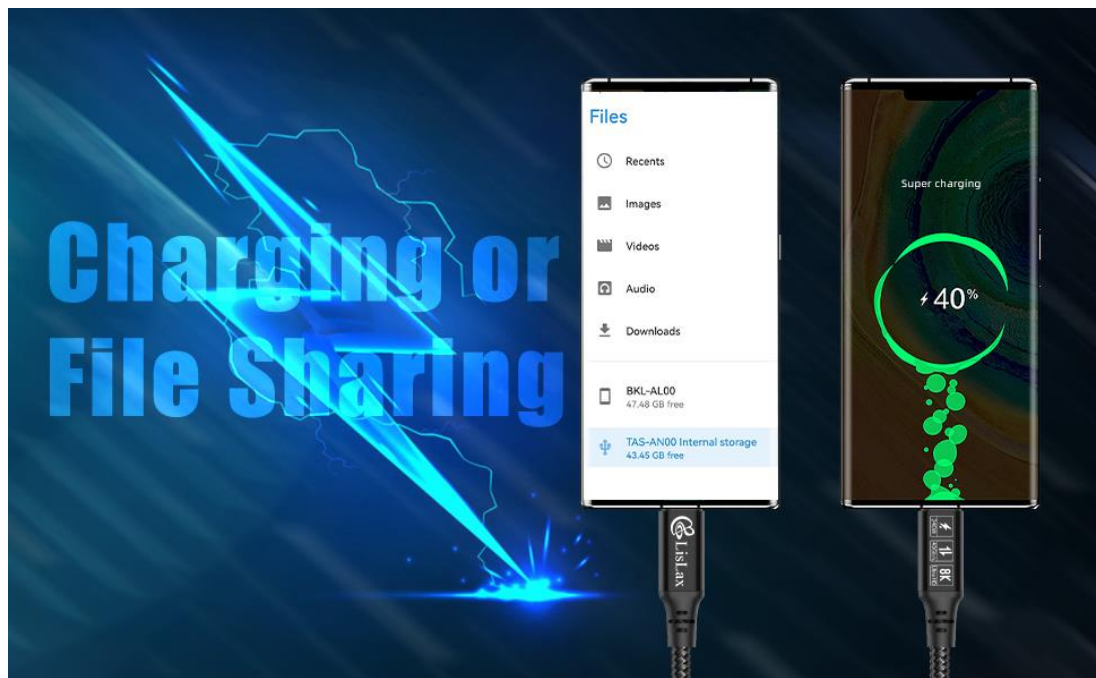 Charging or
File Sharing
Files
Recents
Images
Videos
Audio
Downloads
BKL-AL00
47.48 GB free
TAS-AN00 Internal storage
43.45 GB free
LisLax
Super charging
40%
240W
8K